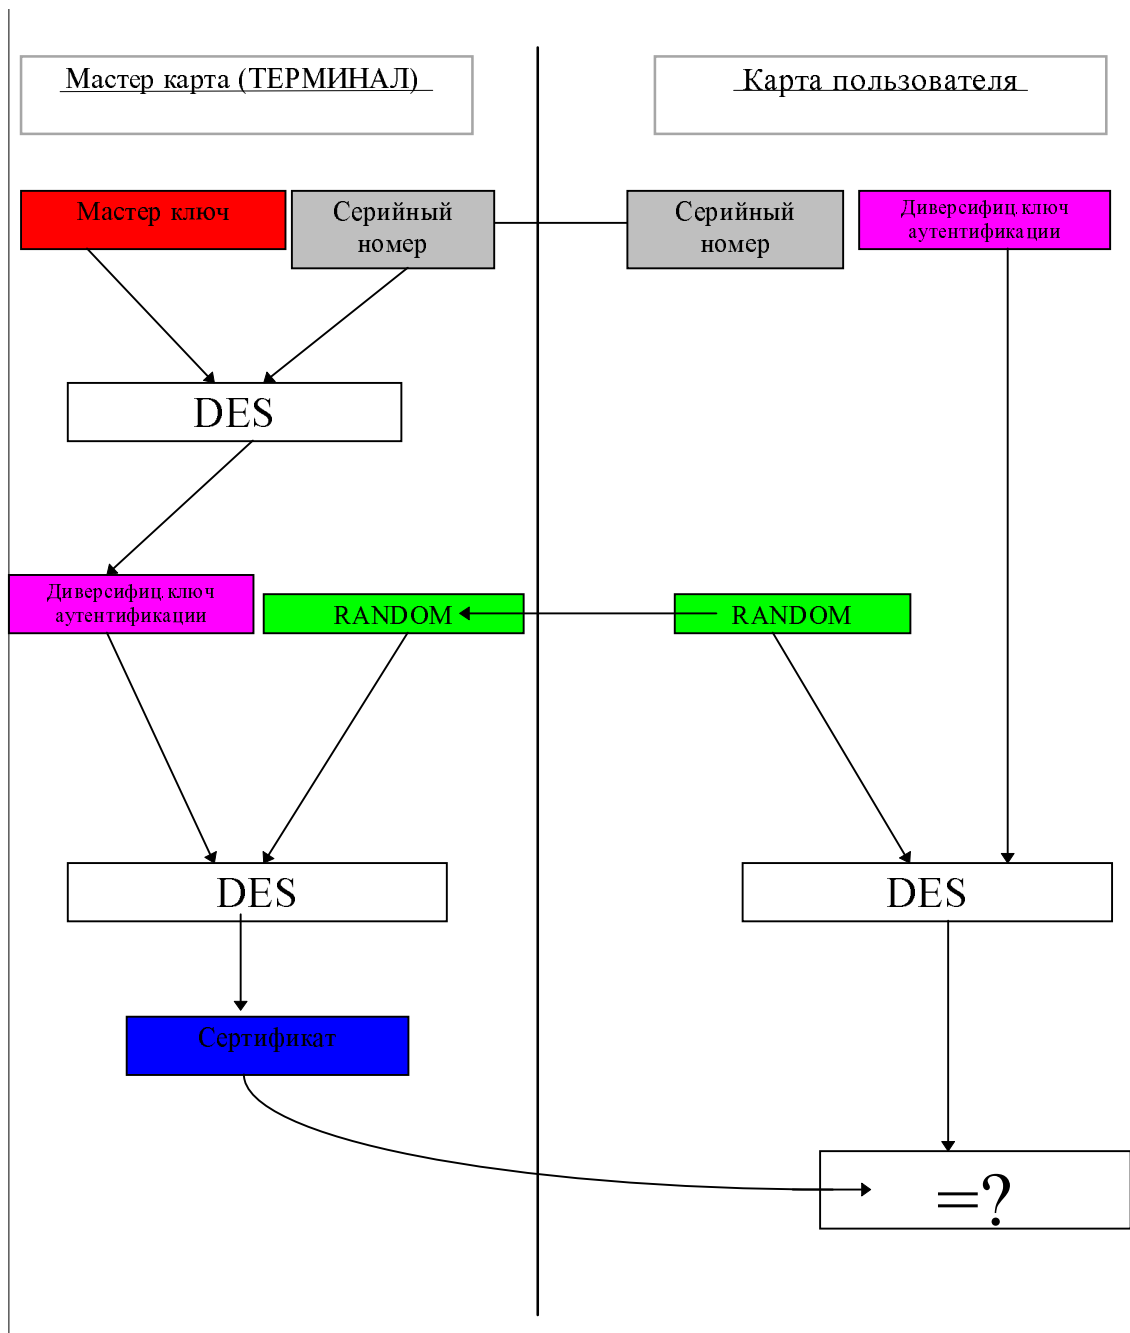 Мастер карта (ТЕРМИНАЛ)
Карта пользователя
Мастер ключ
Серийный
номер
Серийный
номер
Диверсифиц.ключ
аутентификации
DES
Диверсифиц.ключ
аутентификации
RANDOM
RANDOM
DES
DES
Сертификат
=?